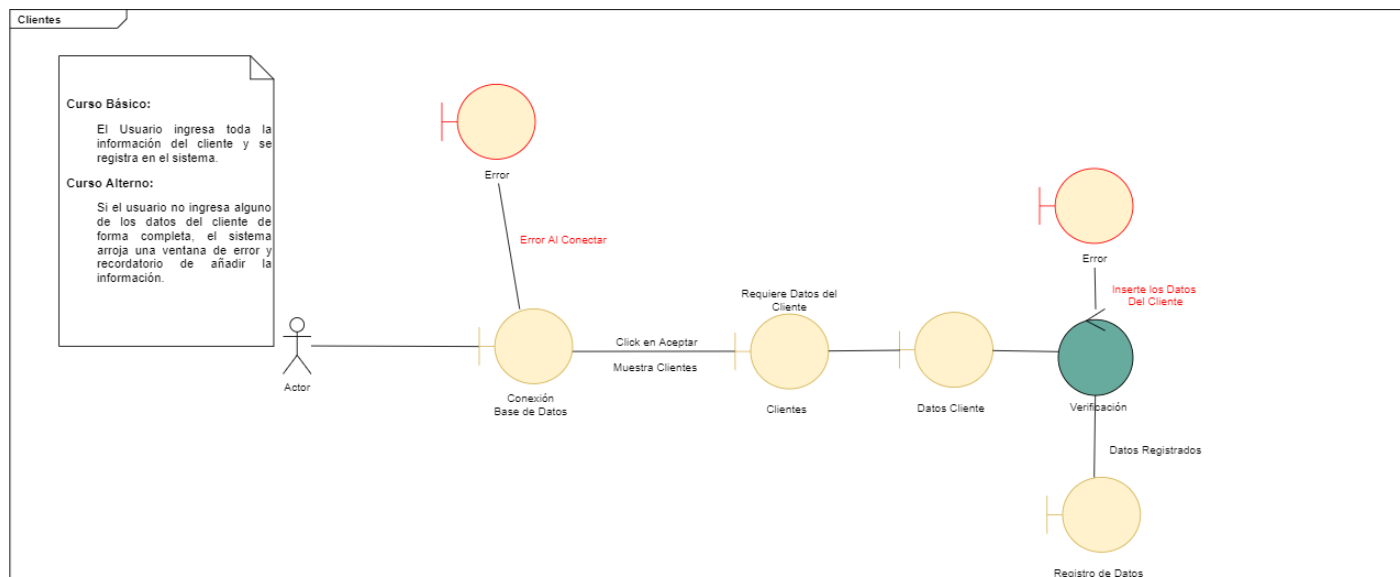 Clientes
Curso Básico:
El Usuario ingresa toda la
información del cliente y se
registra en el sistema.
Curso Alterno:
Si el usuario no ingresa alguno
de los datos del cliente de
forma completa, el sistema
arroja una ventana de error y
recordatorio de añadir la
información.
Actor
Error
Error Al Conectar
Conexión
Base de Datos
Click en Aceptar
Muestra Clientes
Requiere Datos del
Cliente
Clientes
Datos Cliente
Error
Inserte los Datos
Del Cliente
Verificación
Datos Registrados
Registro de Datos